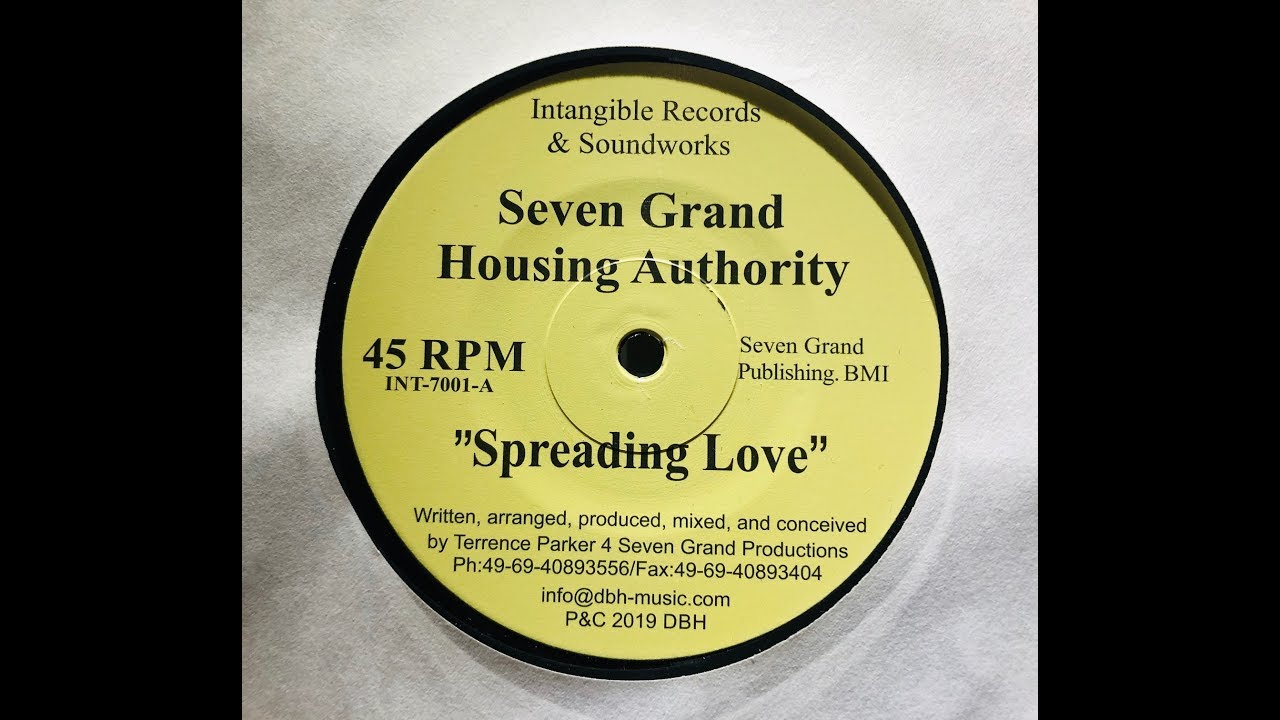 Intangible Records
& Soundworks
Seven Grand
Housing Authority
45 RPM
INT-7001-A
Seven Grand
Publishing. BMI
"Spreading Love"
Written, arranged, produced, mixed, and conceived
by Terrence Parker 4 Seven Grand Productions
Ph:49-69-40893556/Fax:49-69-40893404
info@dbh-music.com
P&C 2019 DBH